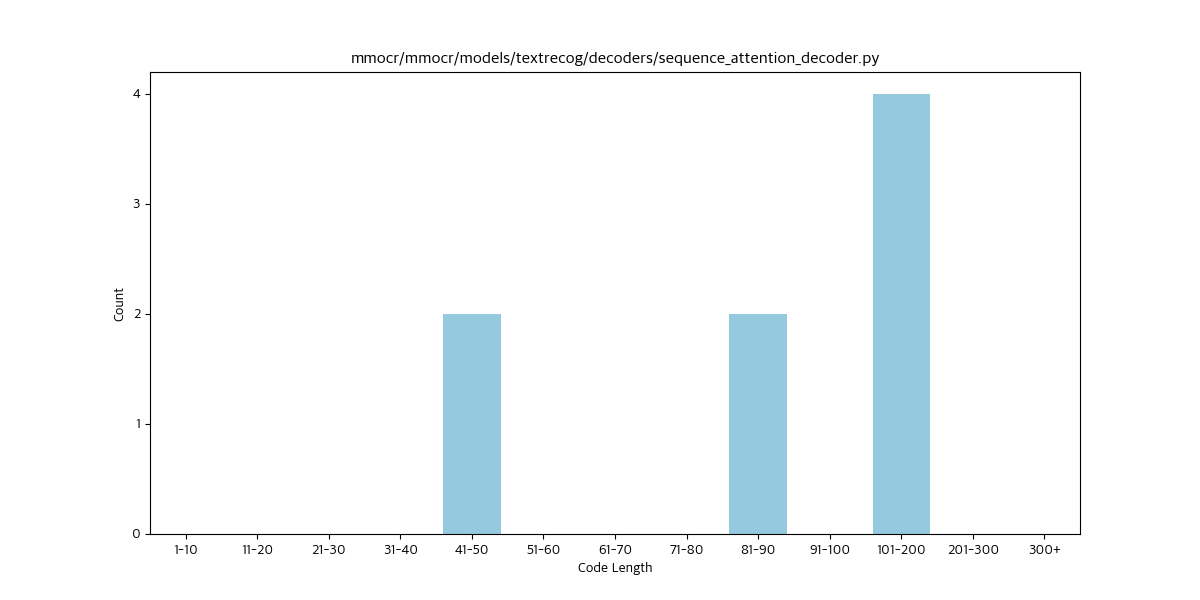 mmocr/mmocr/models/textrecog/decoders/sequence_attention_decoder.py
4
3
2
1
0
Count
1-10 11-20 21-30 31-40 41-50 51-60 61-70 71-80 81-90 91-100 101-200 201-300 300+
Code Length